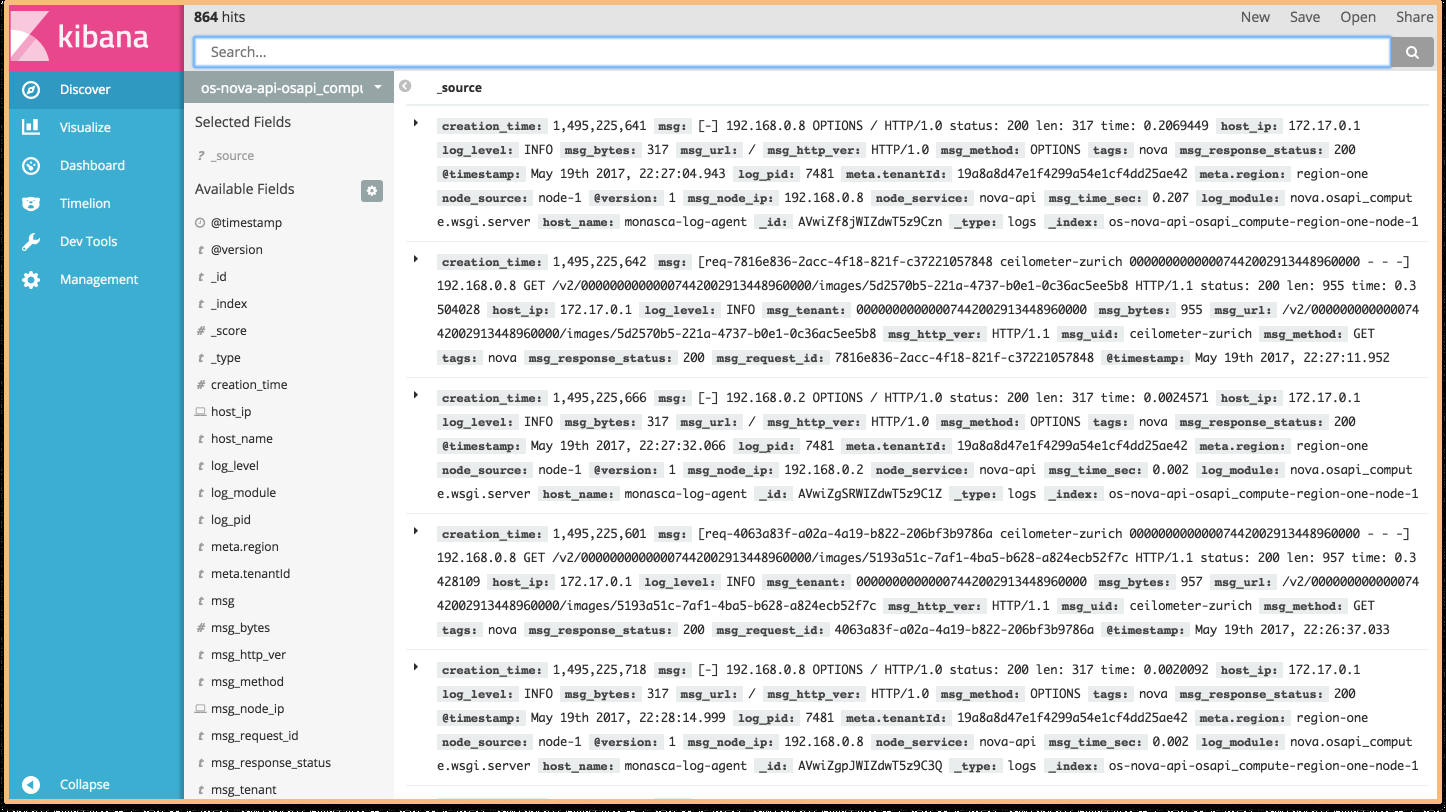 kibana
864 hits
New Save Open Share
Search...
Discover
Visualize
Dashboard
Timelion
Dev Tools
Management
Collapse
os-nova-api-osapi_compu
Selected Fields
? _source
Available Fields
@timestamp
t @version
t _id
t _index
# _score
t _type
# creation_time
host_ip
t host_name
t log_level
t log_module
t log_pid
t meta.region
t meta.tenantId
t msg
# msg_bytes
t msg_http_ver
t msg_method
msg_node_ip
t msg_request_id
t msg_response_status
t msg_tenant
_source
creation_time: 1,495,225,641 msg: [-] 192.168.0.8 OPTIONS / HTTP/1.0 status: 200 len: 317 time: 0.2069449 host_ip: 172.17.0.1
log_level: INFO msg_bytes: 317 msg_url: / msg_http_ver: HTTP/1.0 msg_method: OPTIONS tags: nova msg_response_status: 200
@timestamp: May 19th 2017, 22:27:04.943 log_pid: 7481 meta.tenantId: 19a8a8d47e1f4299a54e1cf4dd25ae42 meta.region: region-one
node_source: node-1 @version: 1 msg_node_ip: 192.168.0.8 node_service: nova-api msg_time_sec: 0.207 log_module: nova.osapi_comput
e.wsgi.server host_name: monasca-log-agent _id: AVwiZf8jWIZdwT5z9Czn _type: logs _index: os-nova-api-osapi_compute-region-one-node-1
creation_time: 1,495,225,642 msg: [req-7816e836-2acc-4f18-821f-c37221057848 ceilometer-zurich 00000000000007442002913448960000 - - -]
192.168.0.8 GET /v2/00000000000007442002913448960000/images/5d2570b5-221a-4737-b0e1-0c36ac5ee5b8 HTTP/1.1 status: 200 len: 955 time: 0.3
504028 host_ip: 172.17.0.1 log_level: INFO msg_tenant: 00000000000007442002913448960000 msg_bytes: 955 msg_url: /v2/000000000000074
42002913448960000/images/5d2570b5-221a-4737-b0e1-0c36ac5ee5b8 msg_http_ver: HTTP/1.1 msg_uid: ceilometer-zurich msg_method: GET
tags: nova msg_response_status: 200 msg_request_id: 7816e836-2acc-4f18-821f-c37221057848 @timestamp: May 19th 2017, 22:27:11.952
creation_time: 1,495,225,666 msg: [-] 192.168.0.2 OPTIONS / HTTP/1.0 status: 200 len: 317 time: 0.0024571 host_ip: 172.17.0.1
log_level: INFO msg_bytes: 317 msg_url: / msg_http_ver: HTTP/1.0 msg_method: OPTIONS tags: nova msg_response_status: 200
@timestamp: May 19th 2017, 22:27:32.066 log_pid: 7481 meta.tenantId: 19a8a8d47e1f4299a54e1cf4dd25ae42 meta.region: region-one
node_source: node-1 @version: 1 msg_node_ip: 192.168.0.2 node_service: nova-api msg_time_sec: 0.002 log_module: nova.osapi_comput
e.wsgi.server host_name: monasca-log-agent _id: AVwiZgSRWIZdwT5z9C1Z _type: logs _index: os-nova-api-osapi_compute-region-one-node-1
creation_time: 1,495,225,601 msg: [req-4063a83f-a02a-4a19-b822-206bf3b9786a ceilometer-zurich 00000000000007442002913448960000 - - -]
192.168.0.8 GET /v2/00000000000007442002913448960000/images/5193a51c-7af1-4ba5-b628-a824ecb52f7c HTTP/1.1 status: 200 len: 957 time: 0.3
428109 host_ip: 172.17.0.1 log_level: INFO msg_tenant: 00000000000007442002913448960000 msg_bytes: 957 msg_url: /v2/000000000000074
42002913448960000/images/5193a51c-7af1-4ba5-b628-a824ecb52f7c msg_http_ver: HTTP/1.1 msg_uid: ceilometer-zurich msg_method: GET
tags: nova msg_response_status: 200 msg_request_id: 4063a83f-a02a-4a19-b822-206bf3b9786a @timestamp: May 19th 2017, 22:26:37.033
creation_time: 1,495,225,718 msg: [-] 192.168.0.8 OPTIONS / HTTP/1.0 status: 200 len: 317 time: 0.0020092 host_ip: 172.17.0.1
log_level: INFO msg_bytes: 317 msg_url: / msg_http_ver: HTTP/1.0 msg_method: OPTIONS tags: nova msg_response_status: 200
@timestamp: May 19th 2017, 22:28:14.999 log_pid: 7481 meta.tenantId: 19a8a8d47e1f4299a54e1cf4dd25ae42 meta.region: region-one
node_source: node-1 @version: 1 msg_node_ip: 192.168.0.8 node_service: nova-api msg_time_sec: 0.002 log_module: nova.osapi_comput
e.wsgi.server host_name: monasca-log-agent _id: AVwiZgpJWIZdwT5z9C3Q _type: logs _index: os-nova-api-osapi_compute-region-one-node-1